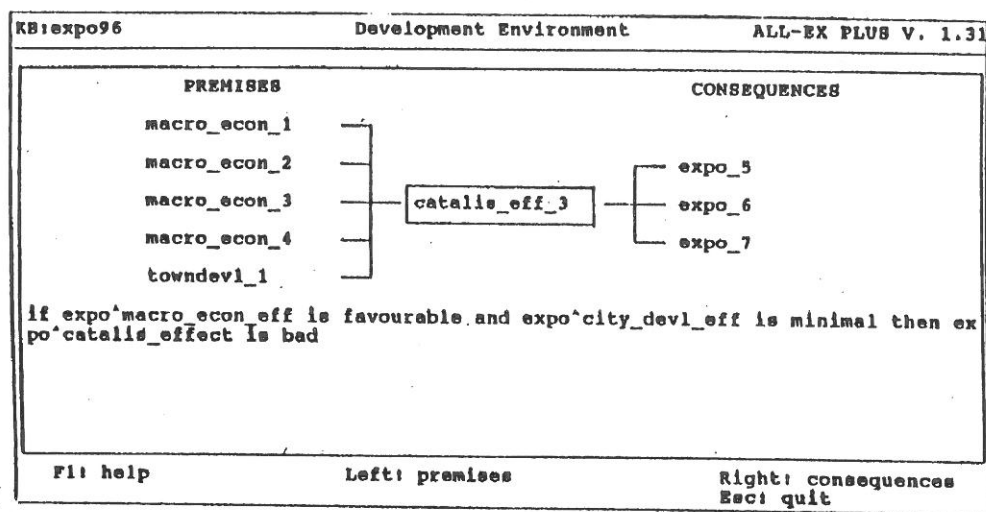 KB:expo96 Development Environment ALL-EX PLUS V. 1.31
PREMISES CONSEQUENCES
macro_econ_1
macro_econ_2 expo_5
macro_econ_3 catalis_eff_3 expo_6
macro_econ_4 expo_7
towndevl_1
if expo^macro_econ_eff is favourable and expo^city_devl_eff is minimal then ex
po^catalis_effect is bad
F1: help Left: premises Right: consequences
Esc: quit